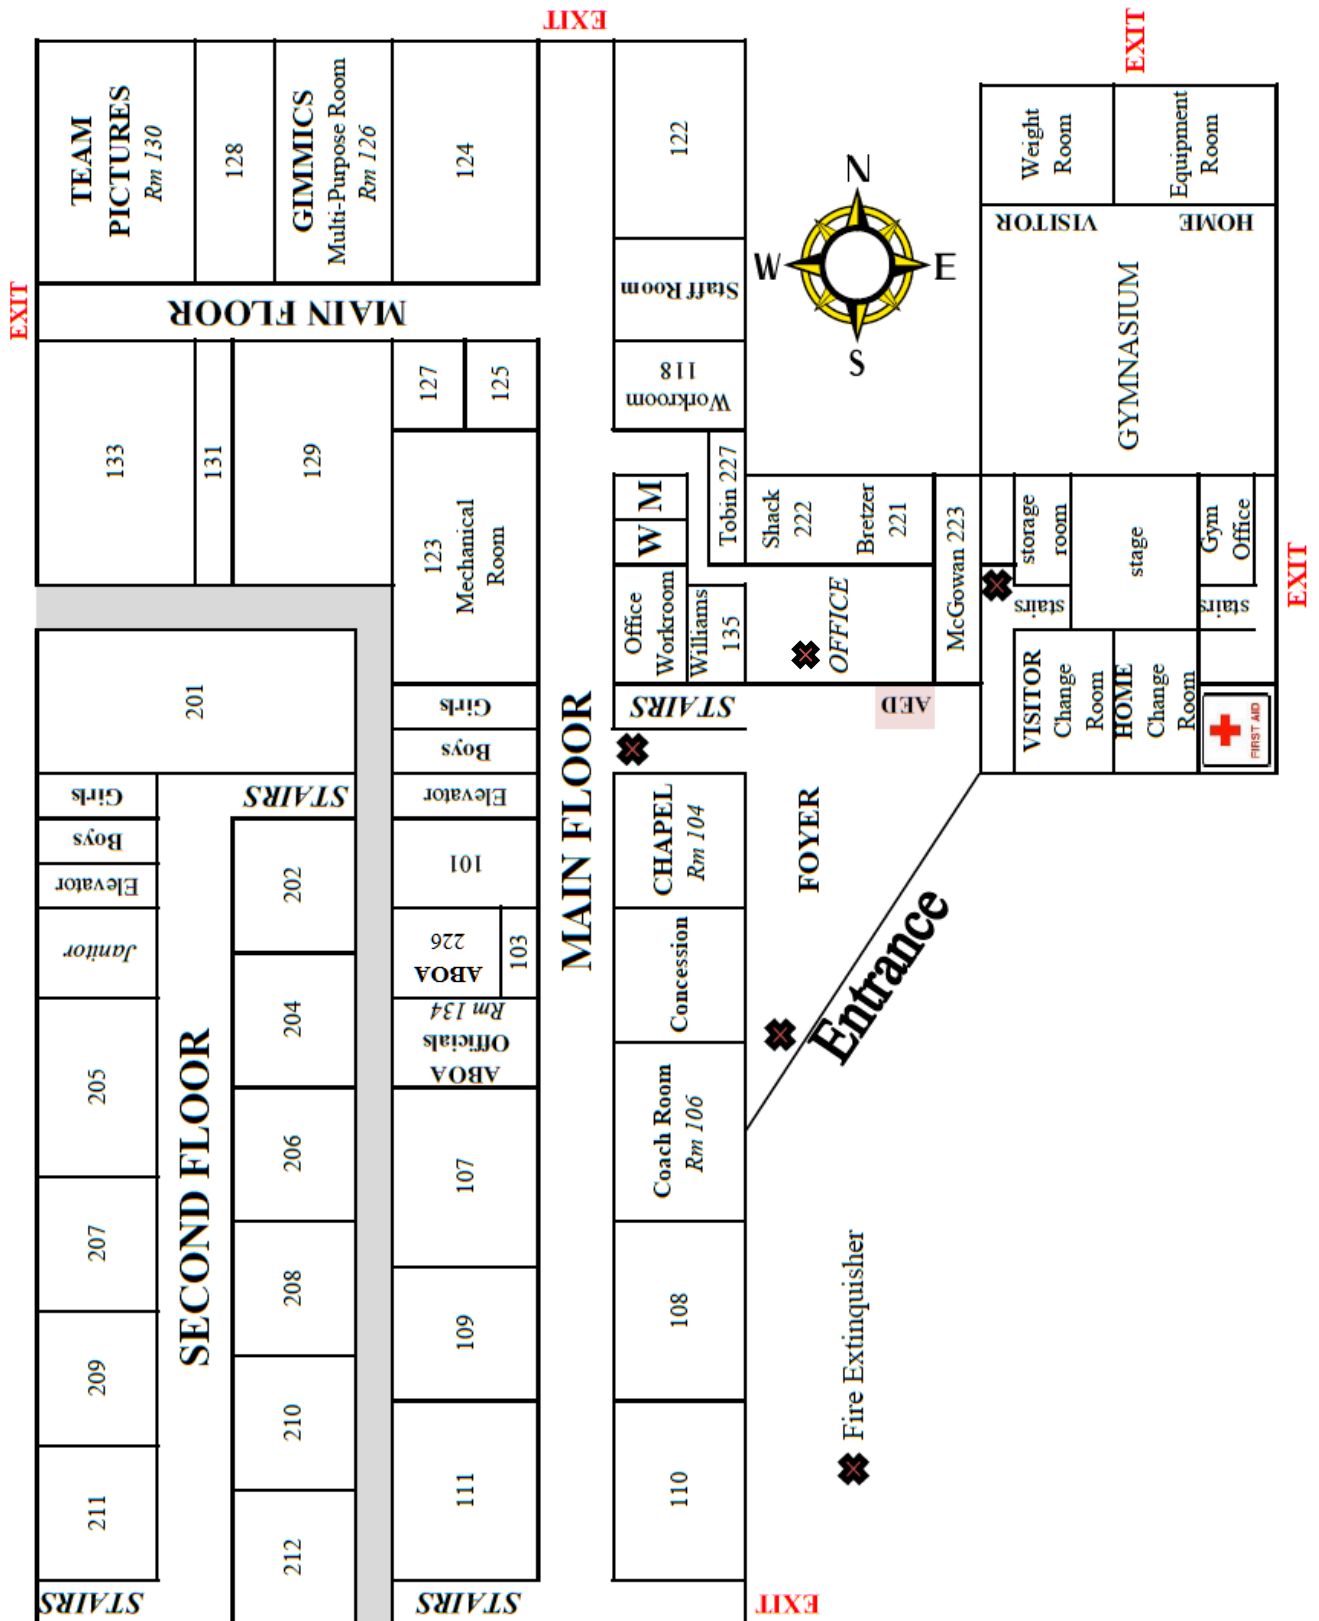 EXIT
EXIT
TEAM
PICTURES
Rm 130
128
GIMMICS
Multi-Purpose Room
Rm 126
124
122
Weight
Room
Equipment
Room
N
W
E
S
EXIT
MAIN FLOOR
VISITOR
HOME
Staff Room
GYMNASIUM
133
131
129
127
125
Workroom
118
123
Mechanical
Room
W M
Tobin 227
Shack
222
Bretzer
221
McGowan 223
storage
room
stage
Gym
Office
EXIT
Office
Workroom
Williams
135
OFFICE
stairs
stairs
201
Girls
Boys
Elevator
MAIN FLOOR
STAIRS
AED
VISITOR
Change
Room
HOME
Change
Room
FIRST AID
Girls
Boys
Elevator
Janitor
STAIRS
202
101
ABOA
226
103
CHAPEL
Rm 104
FOYER
Concession
Entrance
205
SECOND FLOOR
204
ABOA
Officials
Rm 134
Coach Room
Rm 106
206
107
207
208
109
108
Fire Extinquisher
209
210
111
110
211
212
STAIRS
STAIRS
EXIT